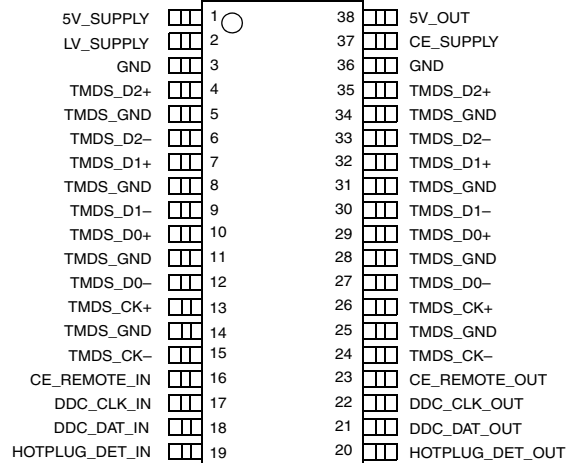 5V_SUPPLY 1 38 5V_OUT
LV_SUPPLY 2 37 CE_SUPPLY
GND 3 36 GND
TMDS_D2+ 4 35 TMDS_D2+
TMDS_GND 5 34 TMDS_GND
TMDS_D2– 6 33 TMDS_D2–
TMDS_D1+ 7 32 TMDS_D1+
TMDS_GND 8 31 TMDS_GND
TMDS_D1– 9 30 TMDS_D1–
TMDS_D0+ 10 29 TMDS_D0+
TMDS_GND 11 28 TMDS_GND
TMDS_D0– 12 27 TMDS_D0–
TMDS_CK+ 13 26 TMDS_CK+
TMDS_GND 14 25 TMDS_GND
TMDS_CK– 15 24 TMDS_CK–
CE_REMOTE_IN 16 23 CE_REMOTE_OUT
DDC_CLK_IN 17 22 DDC_CLK_OUT
DDC_DAT_IN 18 21 DDC_DAT_OUT
HOTPLUG_DET_IN 19 20 HOTPLUG_DET_OUT